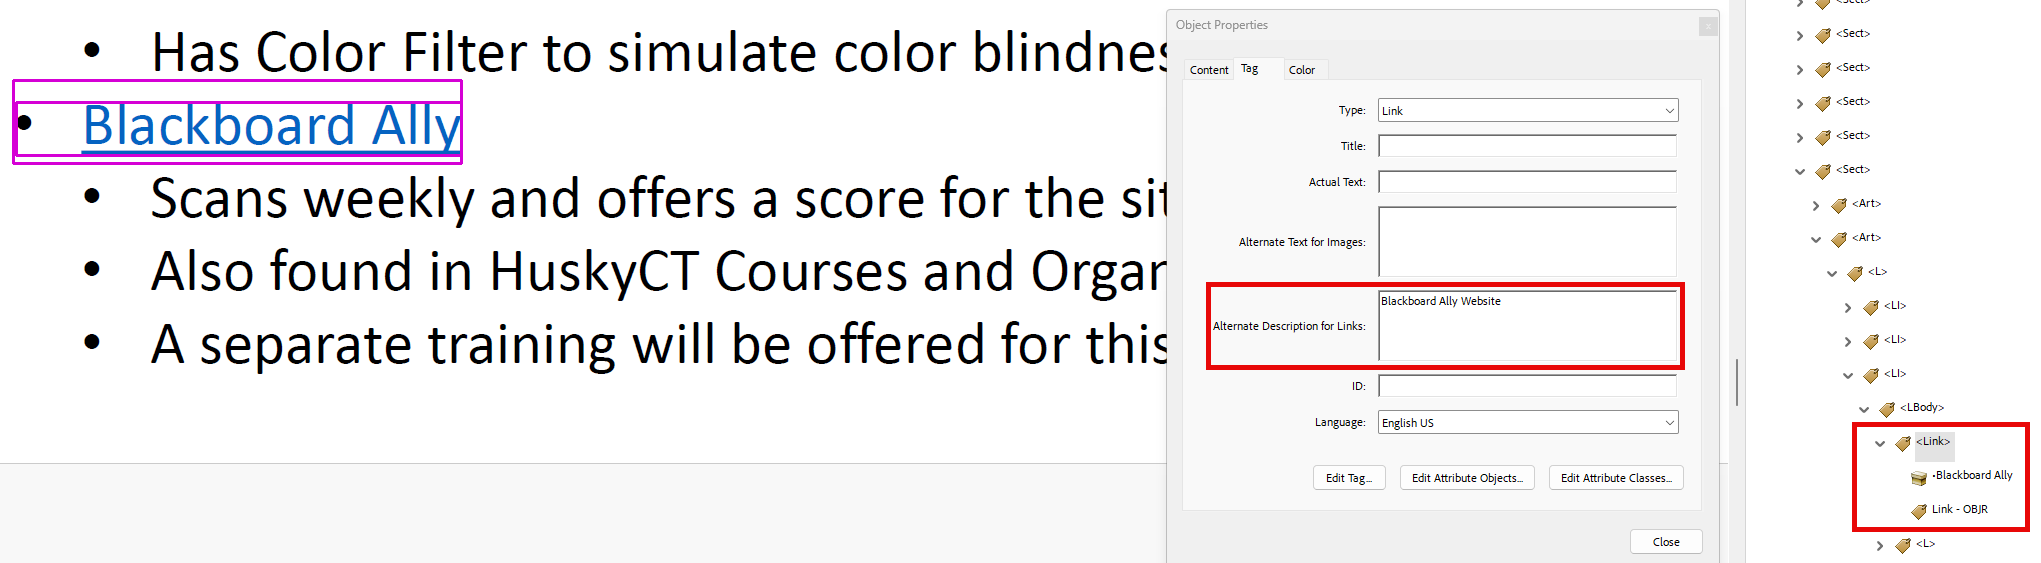 • Has Color Filter to simulate color blindnes
• Blackboard Ally
• Scans weekly and offers a score for the sit
• Also found in HuskyCT Courses and Organ
• A separate training will be offered for this
Object Properties
Content Tag Color
Type: Link
Title:
Actual Text:
Alternate Text for Images:
Alternate Description for Links: Blackboard Ally Website
ID:
Language: English US
Edit Tag... Edit Attribute Objects... Edit Attribute Classes...
Close
<Sect>
<Sect>
<Sect>
<Sect>
<Sect>
<Sect>
<Art>
<Art>
<L>
<LI>
<LI>
<LI>
<LBody>
<Link>
•Blackboard Ally
Link - OBJR
<L>